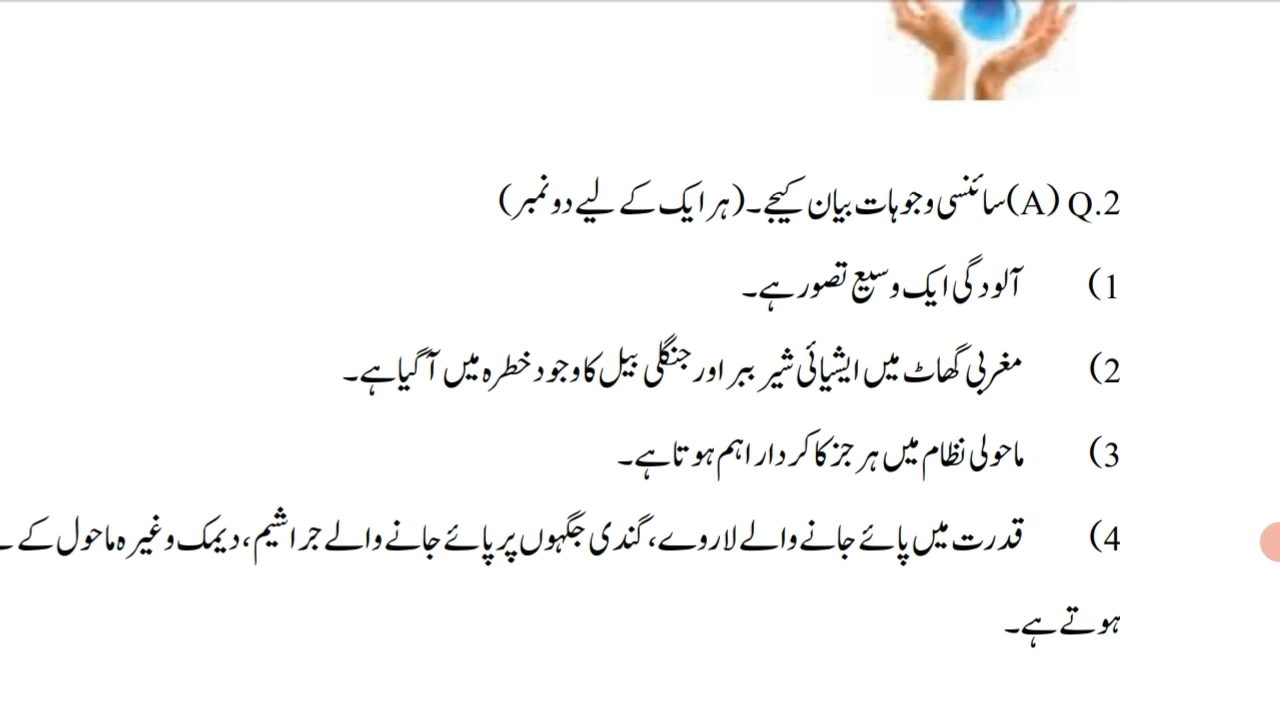 Q.2 (A) سائنسی وجوہات بیان کیجے۔ (ہر ایک کے لیے دو نمبر)
1) آلودگی ایک وسیع تصور ہے۔
2) مغربی گھاٹ میں ایشیائی شیر ببر اور جنگلی بیل کا وجود خطرہ میں آگیا ہے۔
3) ماحولی نظام میں ہر جز کا کردار اہم ہوتا ہے۔
4) قدرت میں پائے جانے والے لاروے، گندی جگہوں پر پائے جانے والے جراشیم، دیمک وغیرہ ماحول کے
ہوتے ہے۔